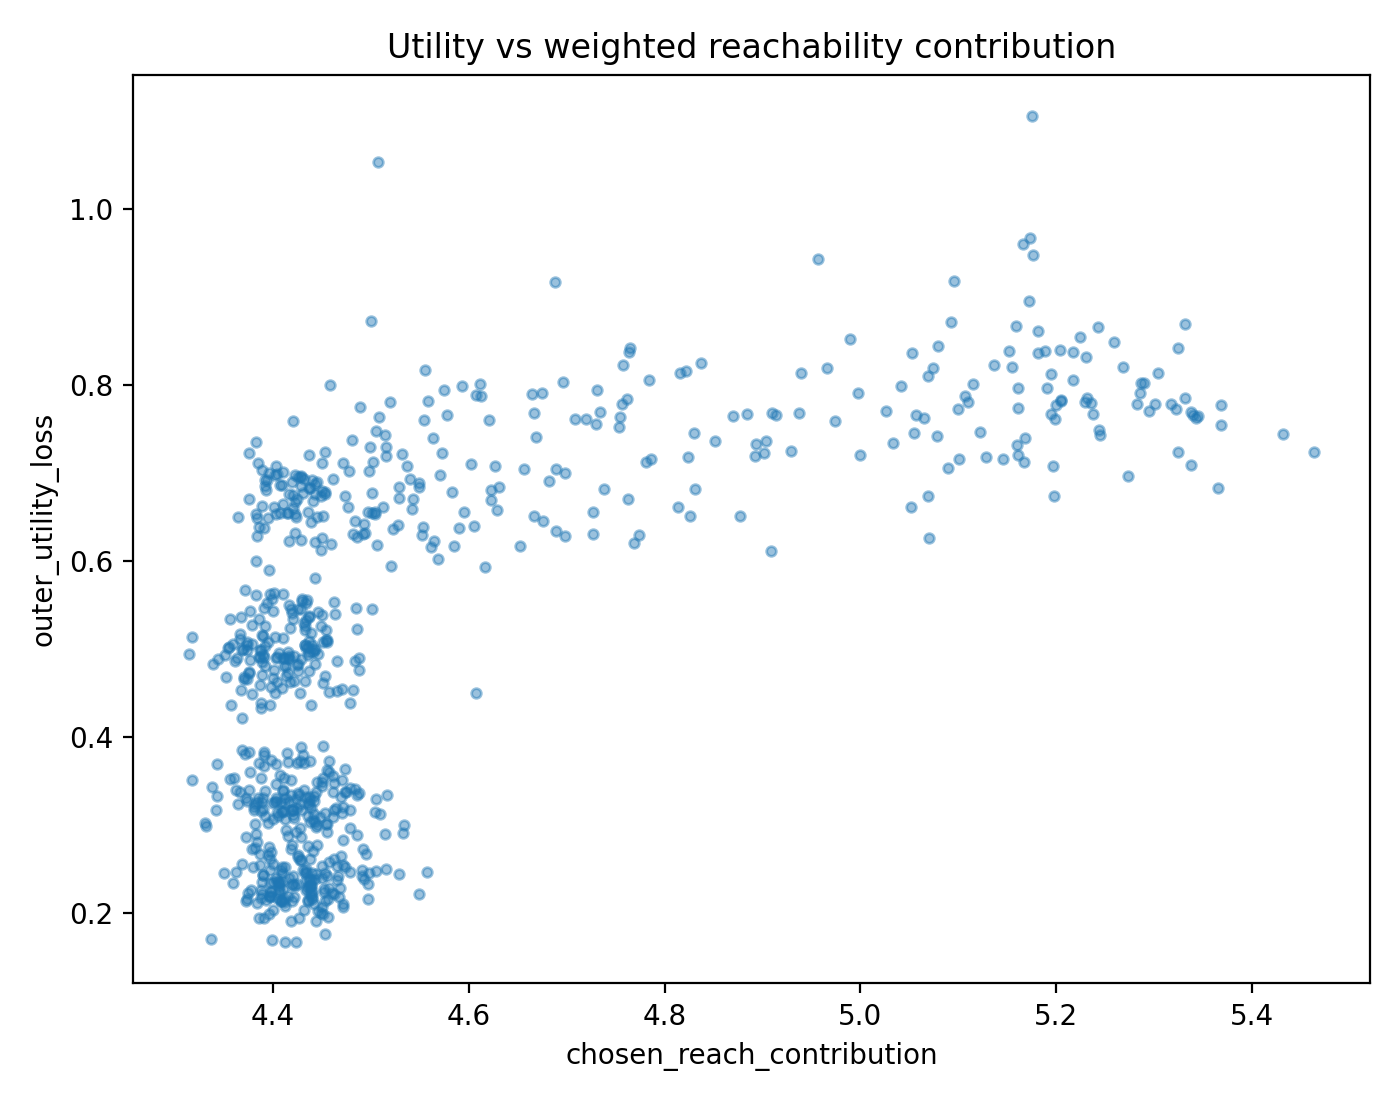 Utility vs weighted reachability contribution
outer_utility_loss
1.0
0.8
0.6
0.4
0.2
4.4 4.6 4.8 5.0 5.2 5.4
chosen_reach_contribution